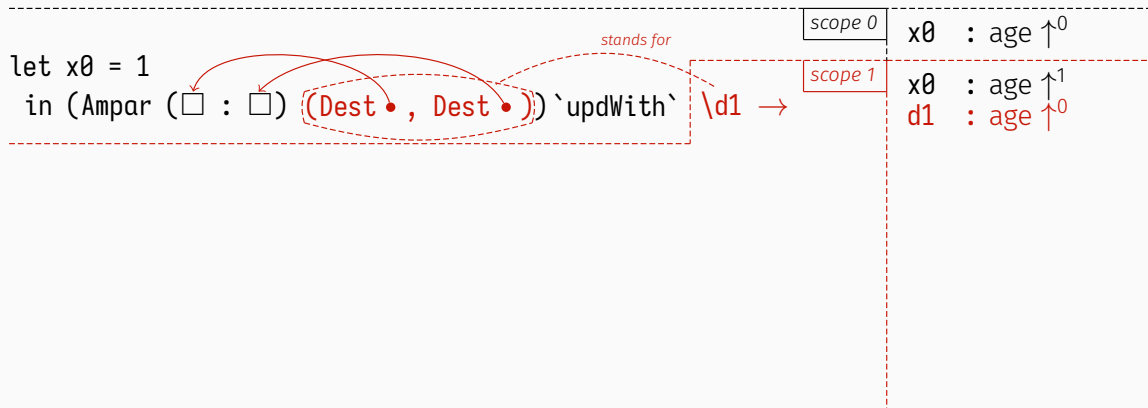 scope 0 x0 : age ↑⁰
stands for
let x0 = 1
scope 1 x0 : age ↑¹
in (Ampar (□ : □) (Dest • , Dest • )) `updWith` \d1 → d1 : age ↑⁰